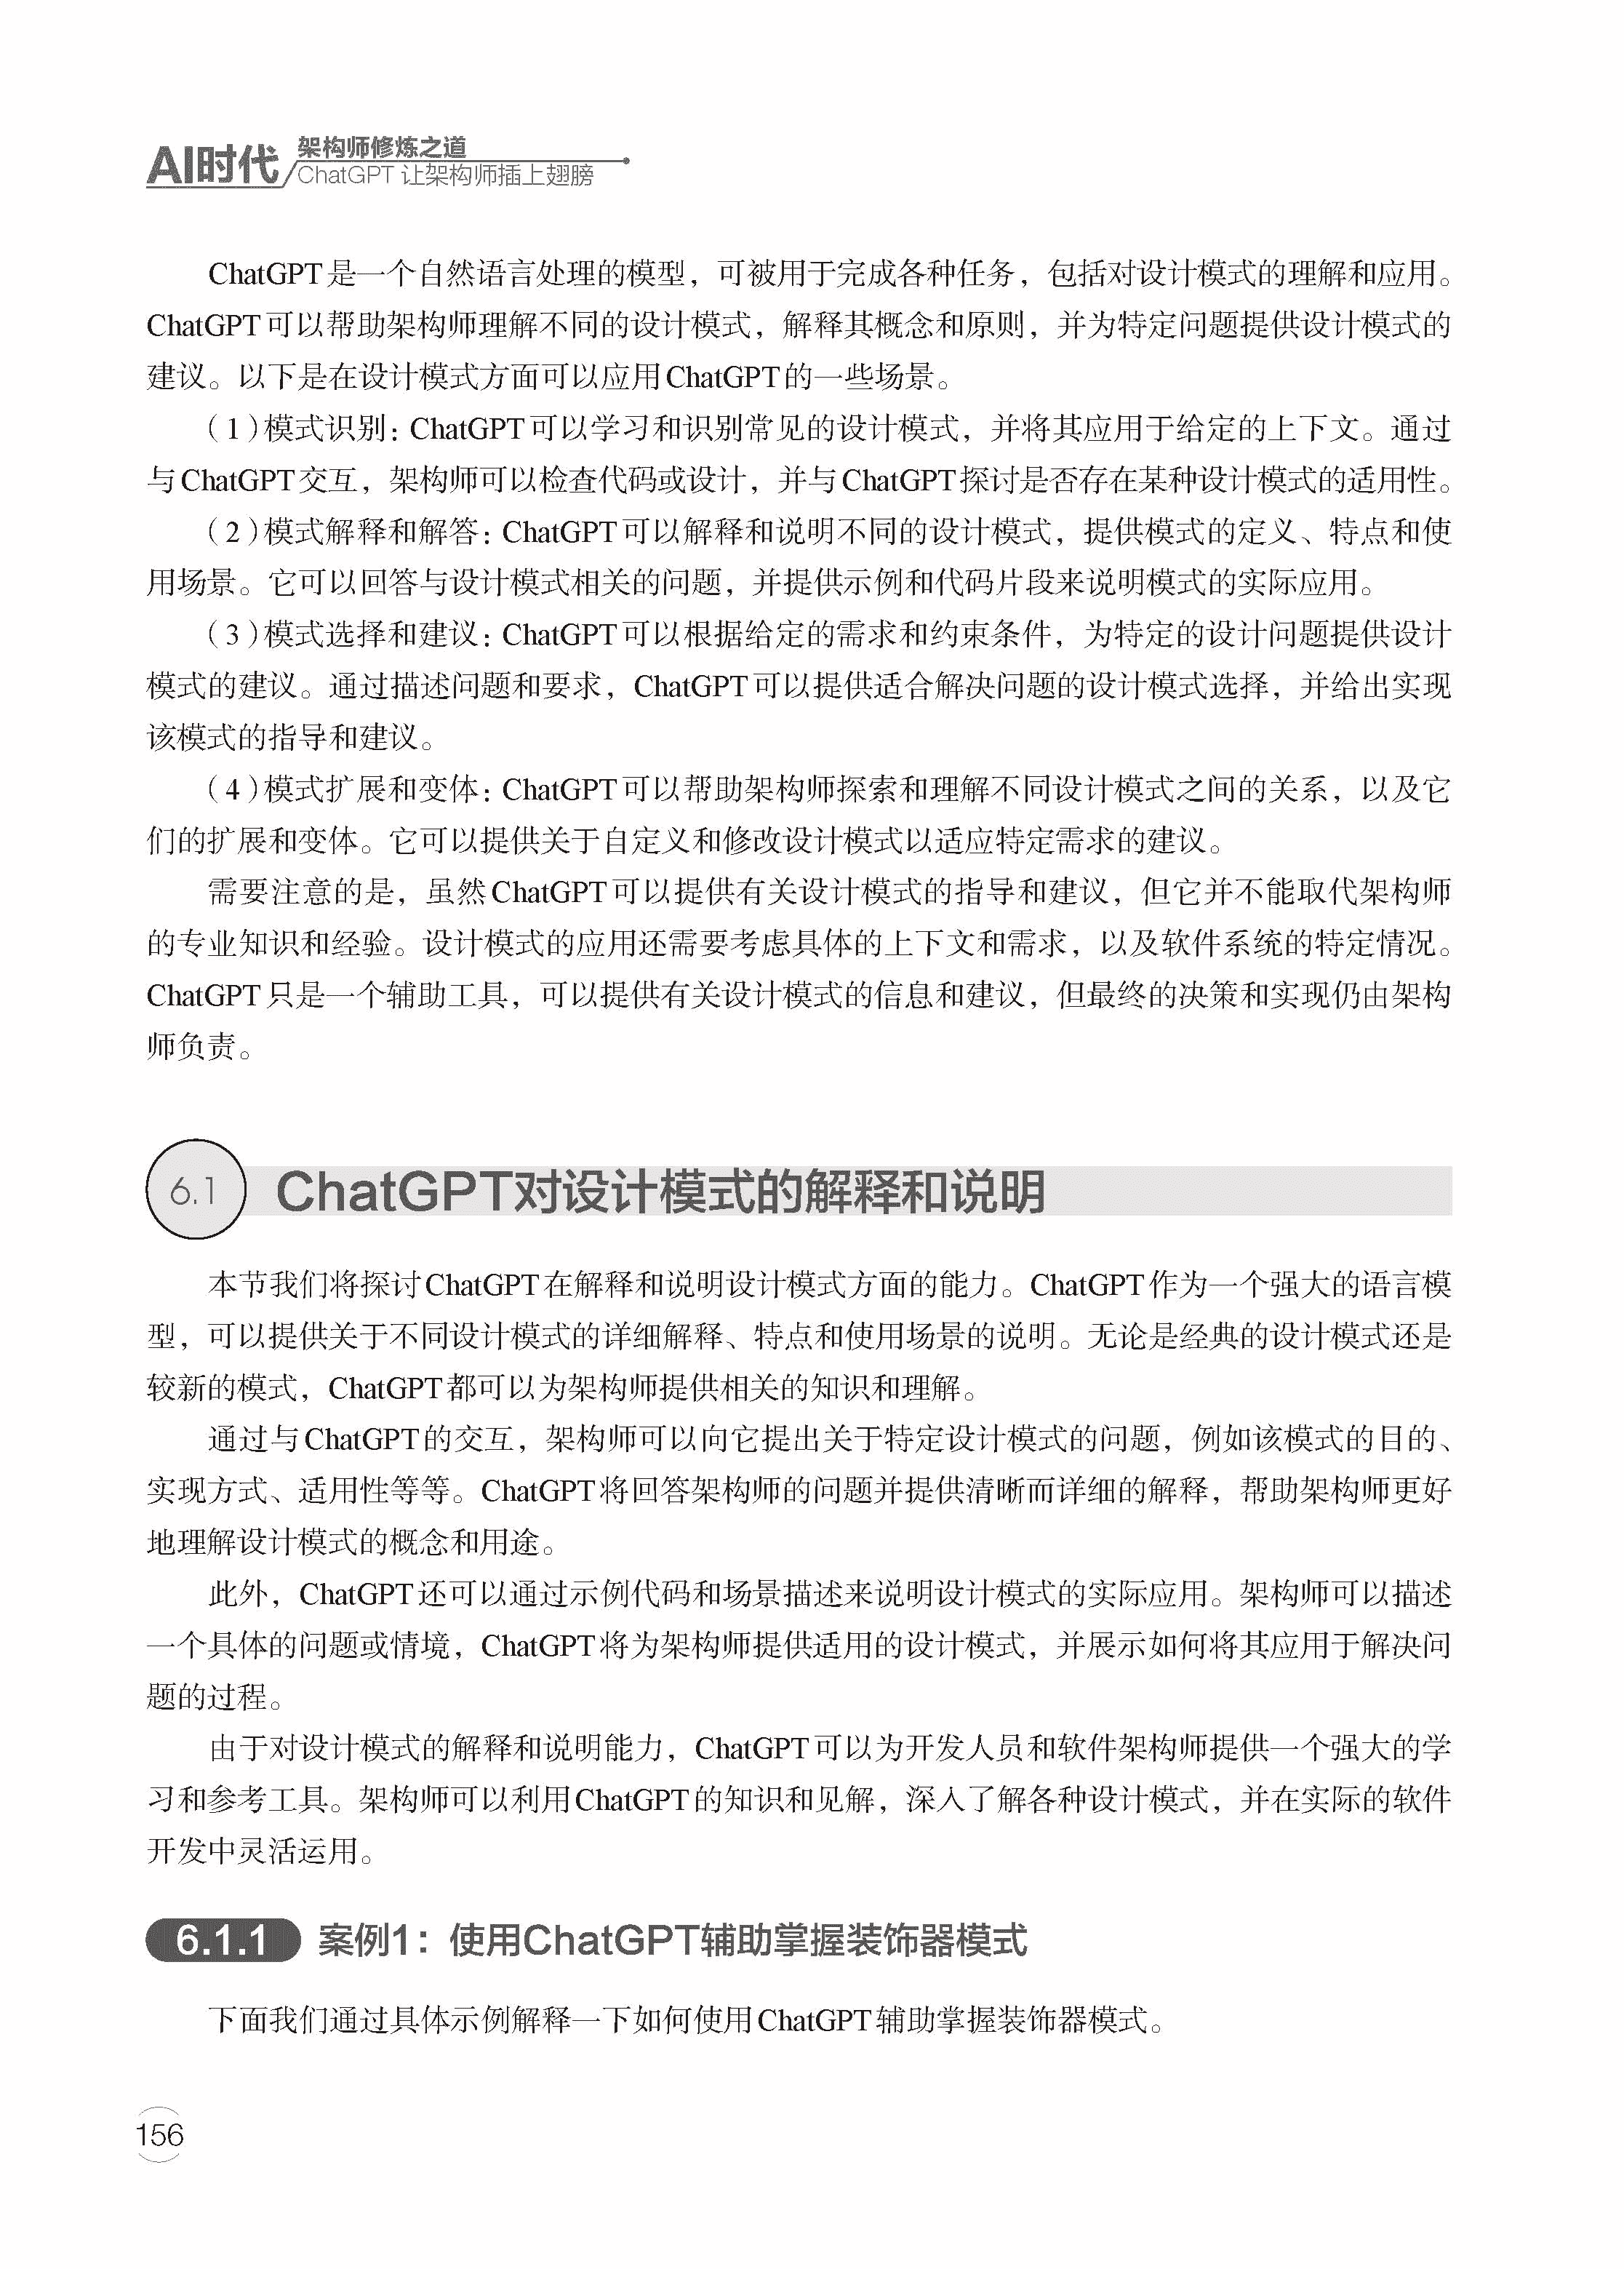 AI时代
架构师修炼之道
ChatGPT 让架构师插上翅膀
ChatGPT是一个自然语言处理的模型，可被用于完成各种任务，包括对设计模式的理解和应用。
ChatGPT可以帮助架构师理解不同的设计模式，解释其概念和原则，并为特定问题提供设计模式的
建议。以下是在设计模式方面可以应用ChatGPT的一些场景。
（1）模式识别：ChatGPT可以学习和识别常见的设计模式，并将其应用于给定的上下文。通过
与ChatGPT交互，架构师可以检查代码或设计，并与ChatGPT探讨是否存在某种设计模式的适用性。
（2）模式解释和解答：ChatGPT可以解释和说明不同的设计模式，提供模式的定义、特点和使
用场景。它可以回答与设计模式相关的问题，并提供示例和代码片段来说明模式的实际应用。
（3）模式选择和建议：ChatGPT可以根据给定的需求和约束条件，为特定的设计问题提供设计
模式的建议。通过描述问题和要求，ChatGPT可以提供适合解决问题的设计模式选择，并给出实现
该模式的指导和建议。
（4）模式扩展和变体：ChatGPT可以帮助架构师探索和理解不同设计模式之间的关系，以及它
们的扩展和变体。它可以提供关于自定义和修改设计模式以适应特定需求的建议。
需要注意的是，虽然ChatGPT可以提供有关设计模式的指导和建议，但它并不能取代架构师
的专业知识和经验。设计模式的应用还需要考虑具体的上下文和需求，以及软件系统的特定情况。
ChatGPT只是一个辅助工具，可以提供有关设计模式的信息和建议，但最终的决策和实现仍由架构
师负责。
6.1 ChatGPT对设计模式的解释和说明
本节我们将探讨ChatGPT在解释和说明设计模式方面的能力。ChatGPT作为一个强大的语言模
型，可以提供关于不同设计模式的详细解释、特点和使用场景的说明。无论是经典的设计模式还是
较新的模式，ChatGPT都可以为架构师提供相关的知识和理解。
通过与ChatGPT的交互，架构师可以向它提出关于特定设计模式的问题，例如该模式的目的、
实现方式、适用性等等。ChatGPT将回答架构师的问题并提供清晰而详细的解释，帮助架构师更好
地理解设计模式的概念和用途。
此外，ChatGPT还可以通过示例代码和场景描述来说明设计模式的实际应用。架构师可以描述
一个具体的问题或情境，ChatGPT将为架构师提供适用的设计模式，并展示如何将其应用于解决问
题的过程。
由于对设计模式的解释和说明能力，ChatGPT可以为开发人员和软件架构师提供一个强大的学
习和参考工具。架构师可以利用ChatGPT的知识和见解，深入了解各种设计模式，并在实际的软件
开发中灵活运用。
6.1.1 案例1：使用ChatGPT辅助掌握装饰器模式
下面我们通过具体示例解释一下如何使用ChatGPT辅助掌握装饰器模式。
156